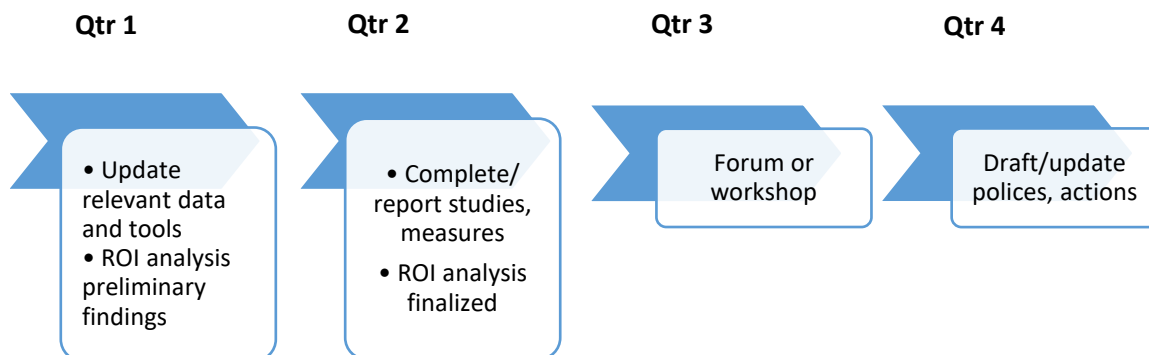 Qtr 1
Qtr 2
Qtr 3
Qtr 4
• Update
relevant data
and tools
• ROI analysis
preliminary
findings
• Complete/
report studies,
measures
• ROI analysis
finalized
Forum or
workshop
Draft/update
polices, actions